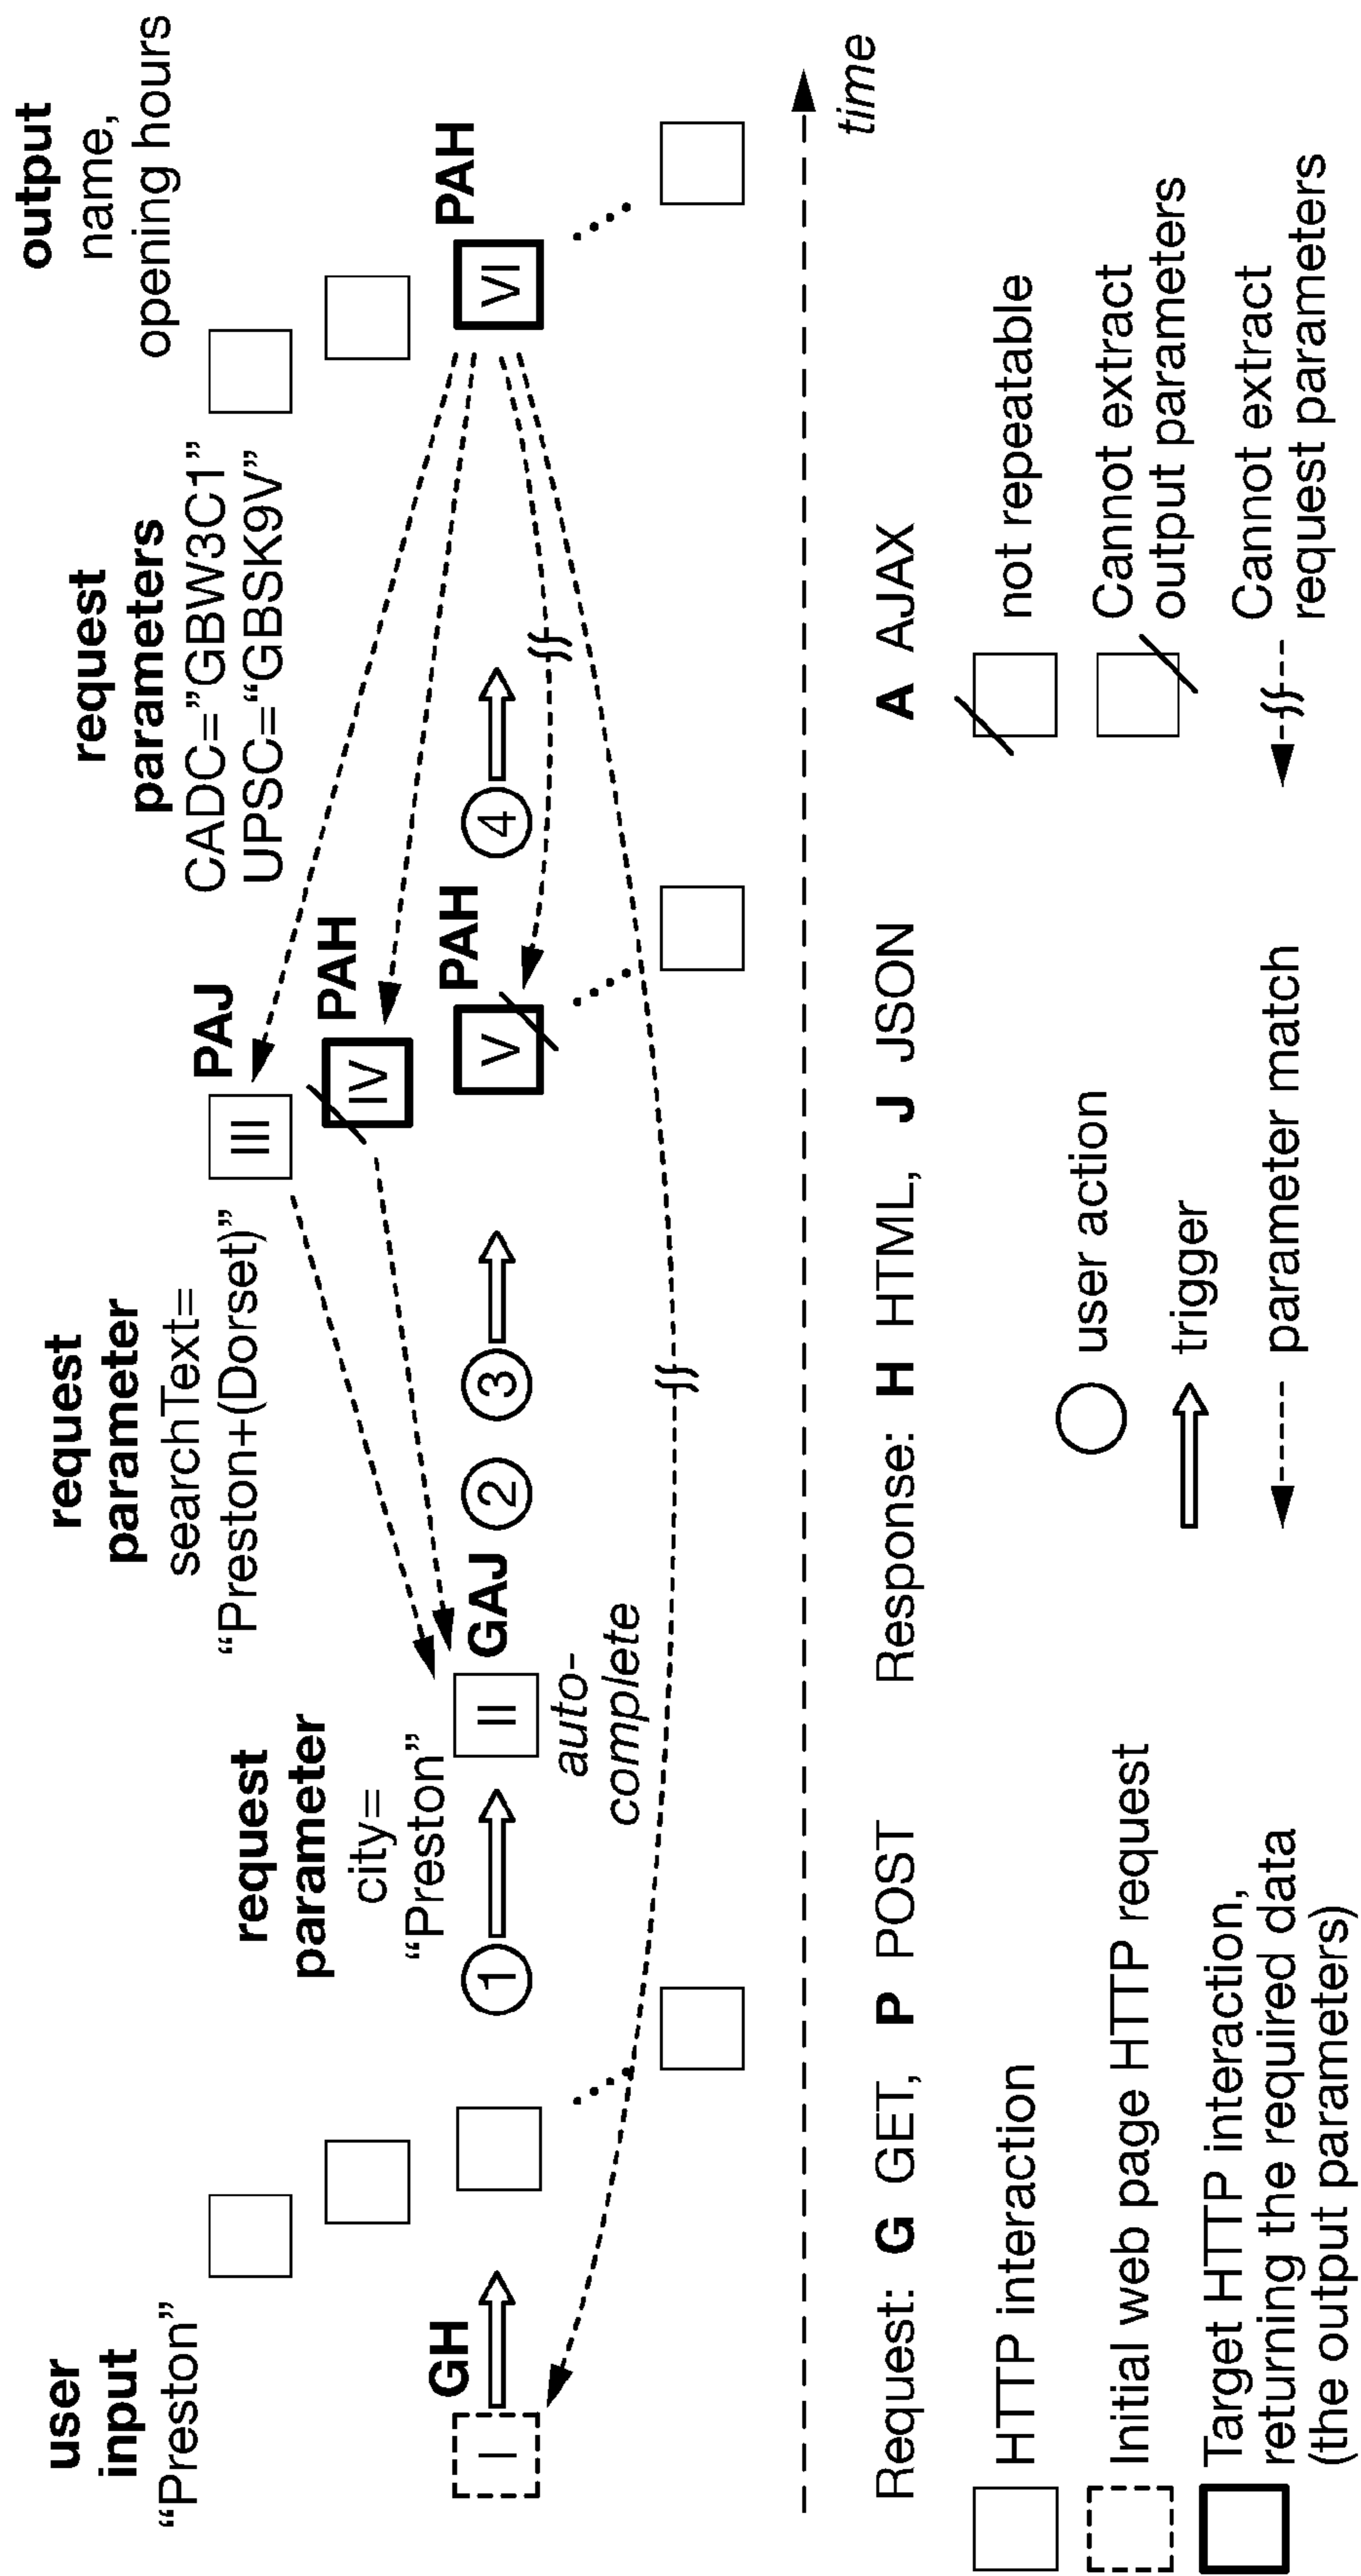 user
input
“Preston”
GH
I
request
parameter
city=
“Preston”
1
II
GAJ
auto-
complete
2
3
request
parameter
searchText=
“Preston+(Dorset)”
III
PAJ
IV
PAH
V
PAH
4
request
parameters
CADC=”GBW3C1”
UPSC=“GBSK9V”
VI
PAH
output
name,
opening hours
time
Request: G GET, P POST Response: H HTML, J JSON A AJAX
HTTP interaction
Initial web page HTTP request
Target HTTP interaction,
returning the required data
(the output parameters)
user action
trigger
parameter match
not repeatable
Cannot extract
output parameters
Cannot extract
request parameters